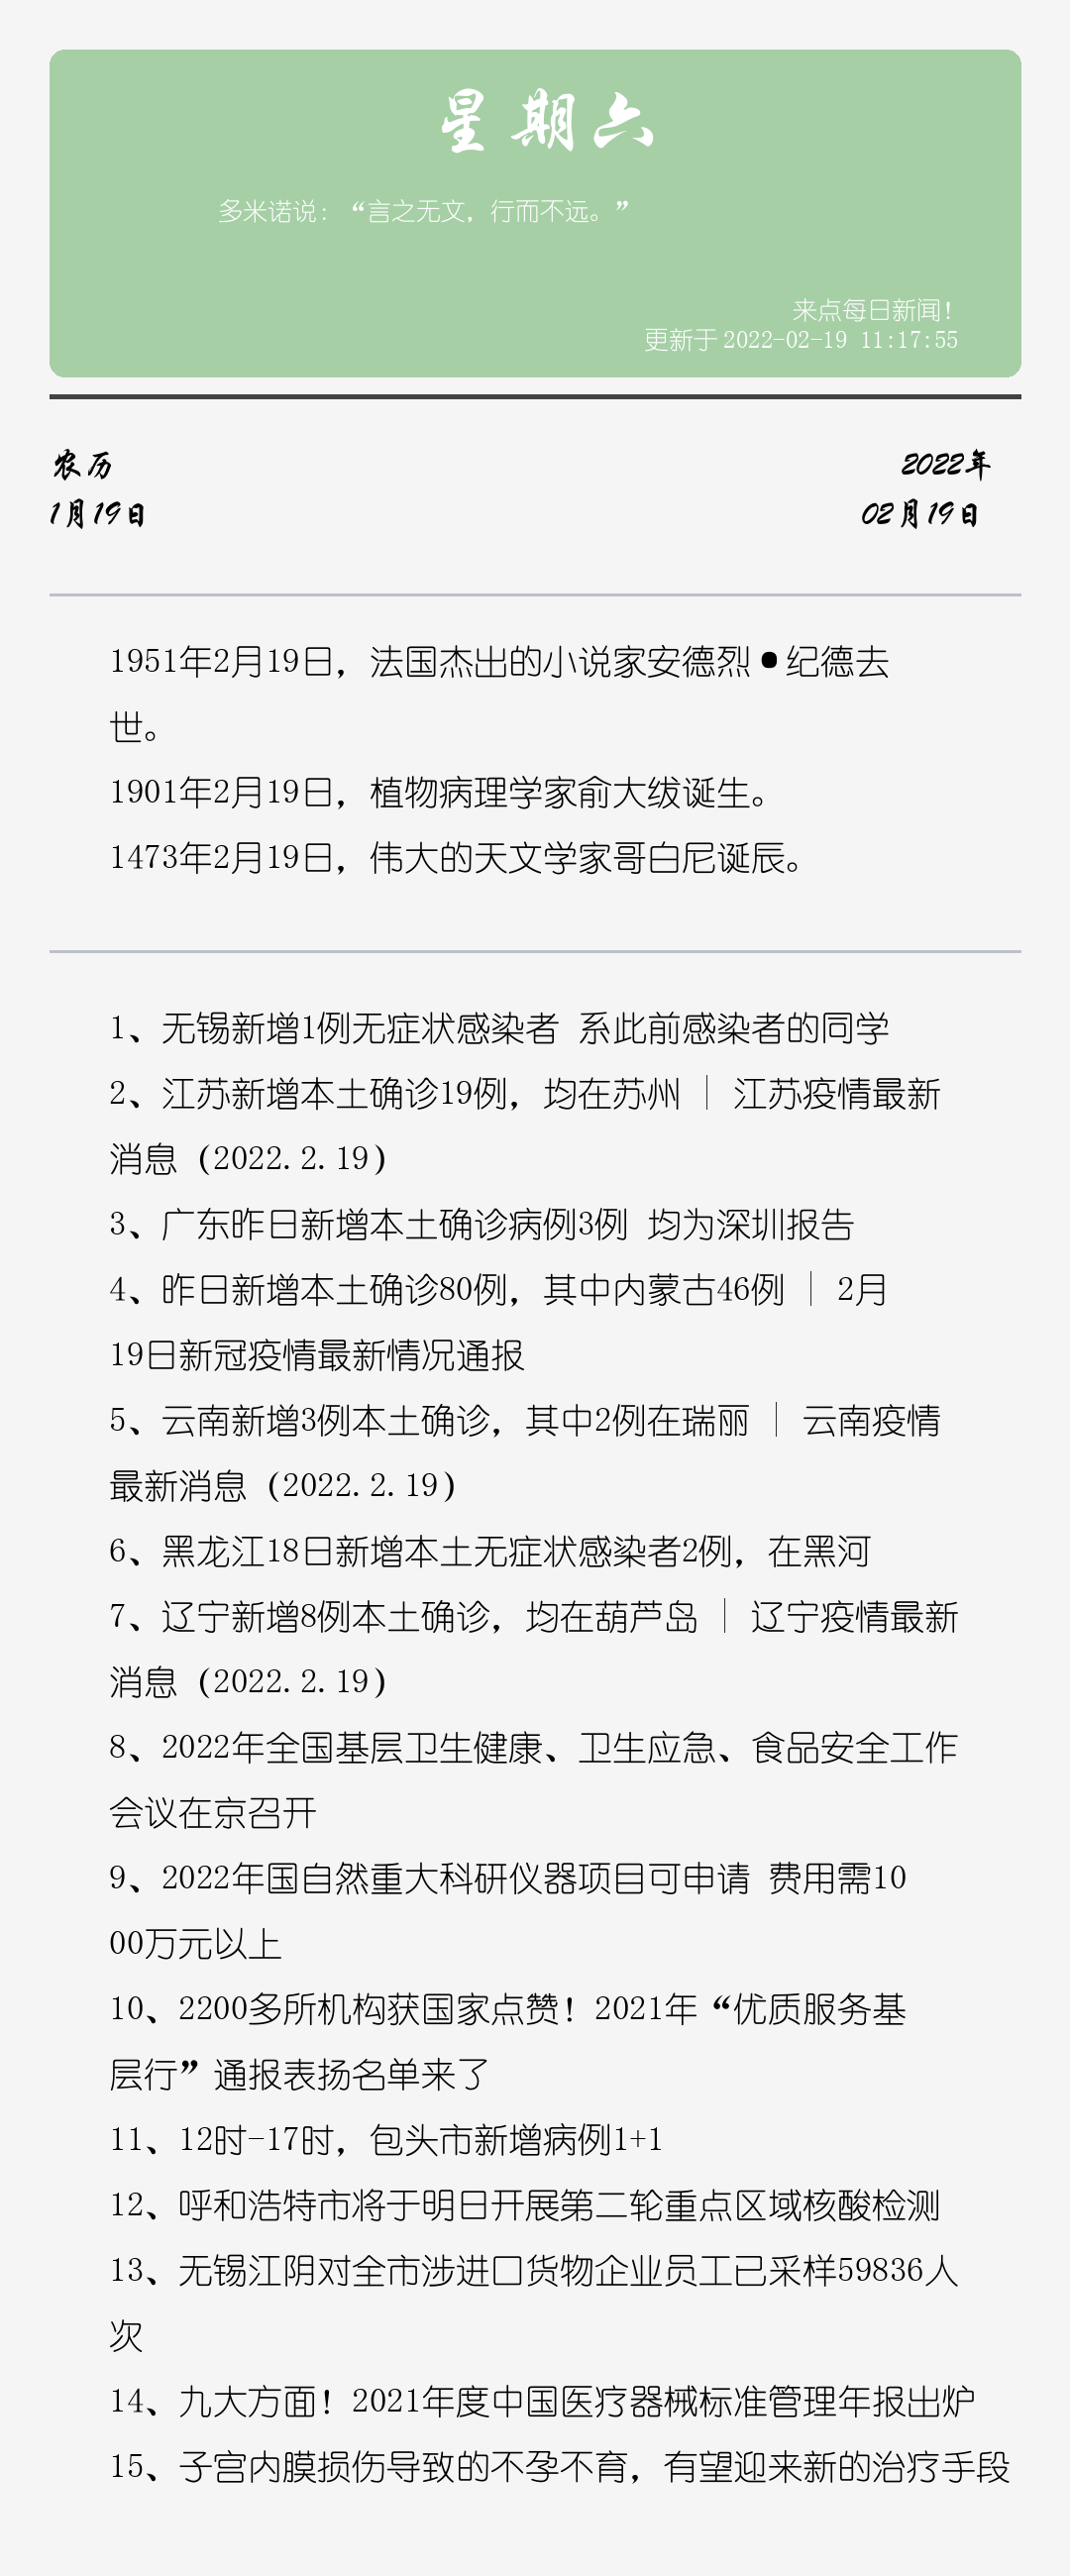 星期六
多米诺说：“言之无文，行而不远。”
来点每日新闻！
更新于 2022-02-19 11:17:55
农历 2022年
1月19日 02月19日
1951年2月19日，法国杰出的小说家安德烈●纪德去
世。
1901年2月19日，植物病理学家俞大绂诞生。
1473年2月19日，伟大的天文学家哥白尼诞辰。
1、无锡新增1例无症状感染者 系此前感染者的同学
2、江苏新增本土确诊19例，均在苏州 | 江苏疫情最新
消息（2022.2.19）
3、广东昨日新增本土确诊病例3例 均为深圳报告
4、昨日新增本土确诊80例，其中内蒙古46例 | 2月
19日新冠疫情最新情况通报
5、云南新增3例本土确诊，其中2例在瑞丽 | 云南疫情
最新消息（2022.2.19）
6、黑龙江18日新增本土无症状感染者2例，在黑河
7、辽宁新增8例本土确诊，均在葫芦岛 | 辽宁疫情最新
消息（2022.2.19）
8、2022年全国基层卫生健康、卫生应急、食品安全工作
会议在京召开
9、2022年国自然重大科研仪器项目可申请 费用需10
00万元以上
10、2200多所机构获国家点赞！2021年“优质服务基
层行”通报表扬名单来了
11、12时-17时，包头市新增病例1+1
12、呼和浩特市将于明日开展第二轮重点区域核酸检测
13、无锡江阴对全市涉进口货物企业员工已采样59836人
次
14、九大方面！2021年度中国医疗器械标准管理年报出炉
15、子宫内膜损伤导致的不孕不育，有望迎来新的治疗手段